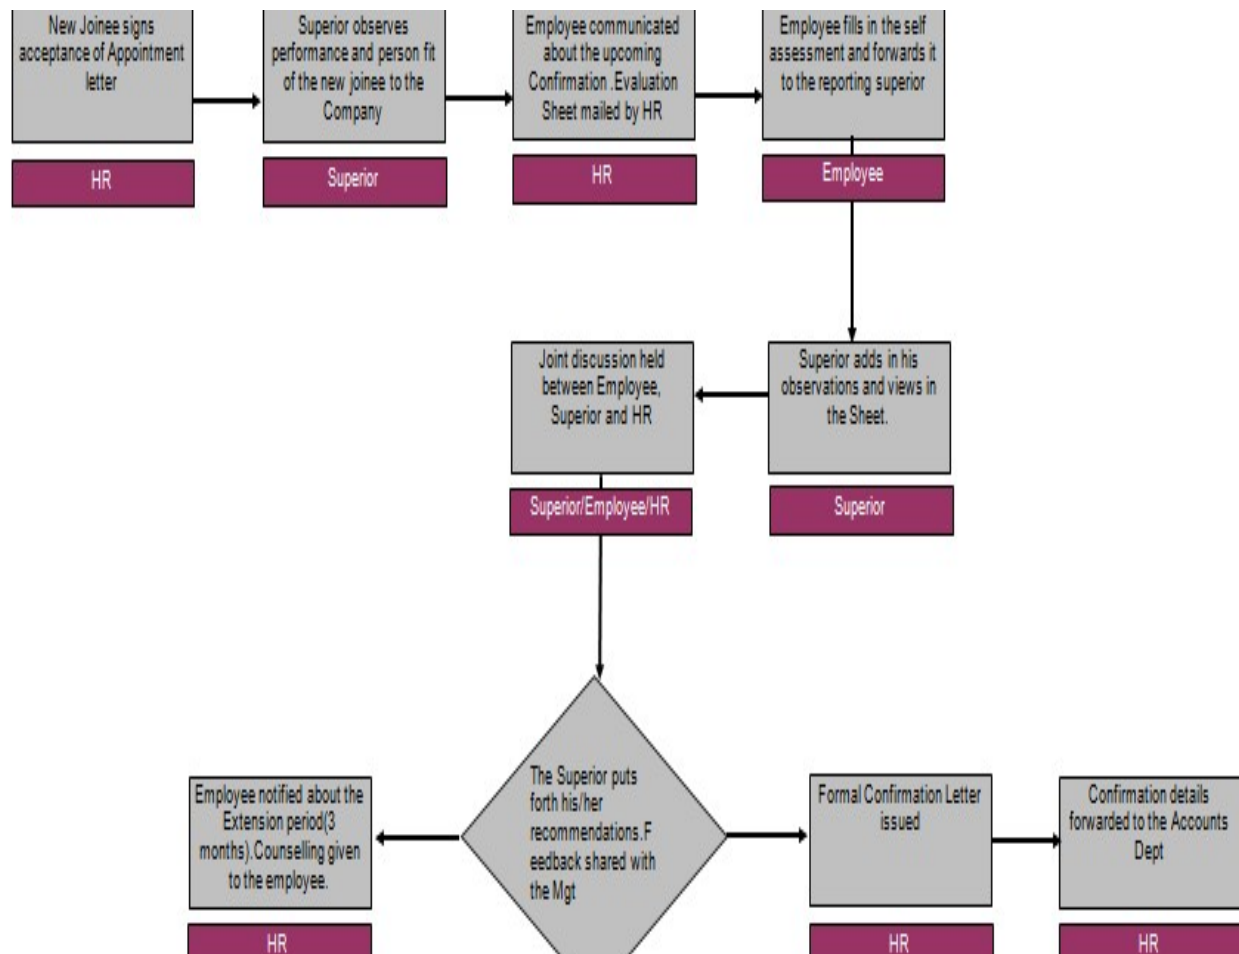 New Joinee signs
acceptance of Appointment
letter
HR
Superior observes
performance and person fit
of the new joinee to the
Company
Superior
Employee communicated
about the upcoming
Confirmation .Evaluation
Sheet mailed by HR
HR
Employee fills in the self
assessment and forwards it
to the reporting superior
Employee
Superior adds in his
observations and views in
the Sheet.
Superior
Joint discussion held
between Employee,
Superior and HR
Superior/Employee/HR
The Superior puts
forth his/her
recommendations.F
eedback shared with
the Mgt
Employee notified about the
Extension period(3
months).Counselling given
to the employee.
HR
Formal Confirmation Letter
issued
HR
Confirmation details
forwarded to the Accounts
Dept
HR